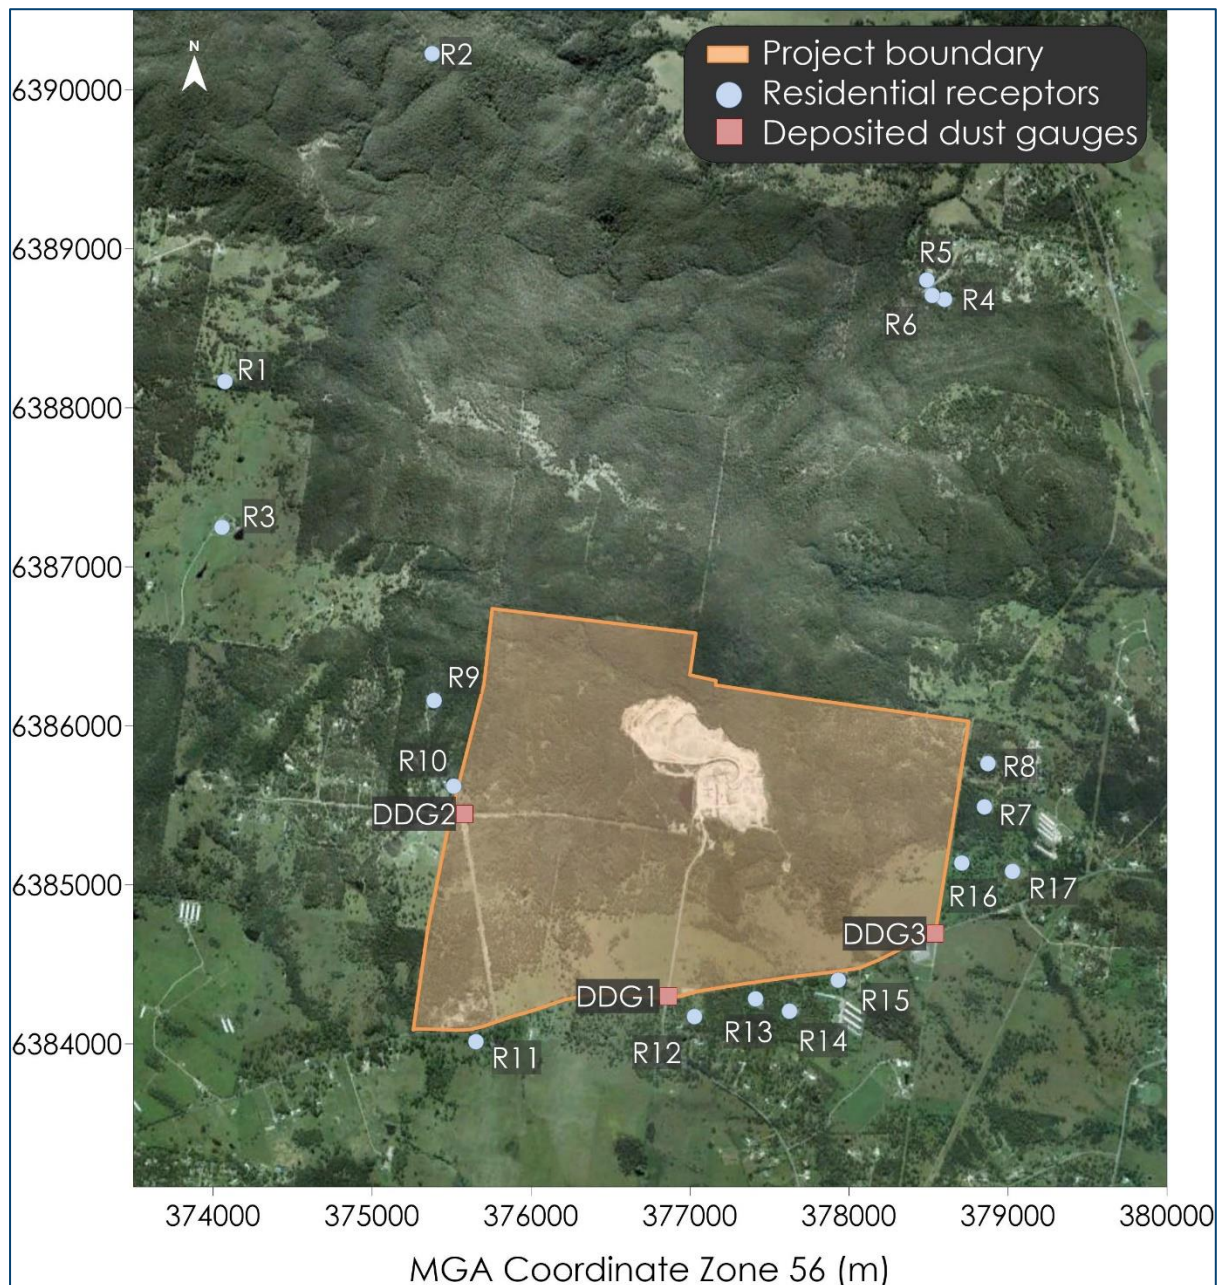 N
R2
Project boundary
Residential receptors
Deposited dust gauges
6390000
6389000
R5
R4
R6
R1
6388000
R3
6387000
R9
6386000
R10
R8
DDG2
R7
6385000
R16
R17
DDG3
DDG1
R15
R13
R14
R12
6384000
R11
374000
375000
376000
377000
378000
379000
380000
MGA Coordinate Zone 56 (m)